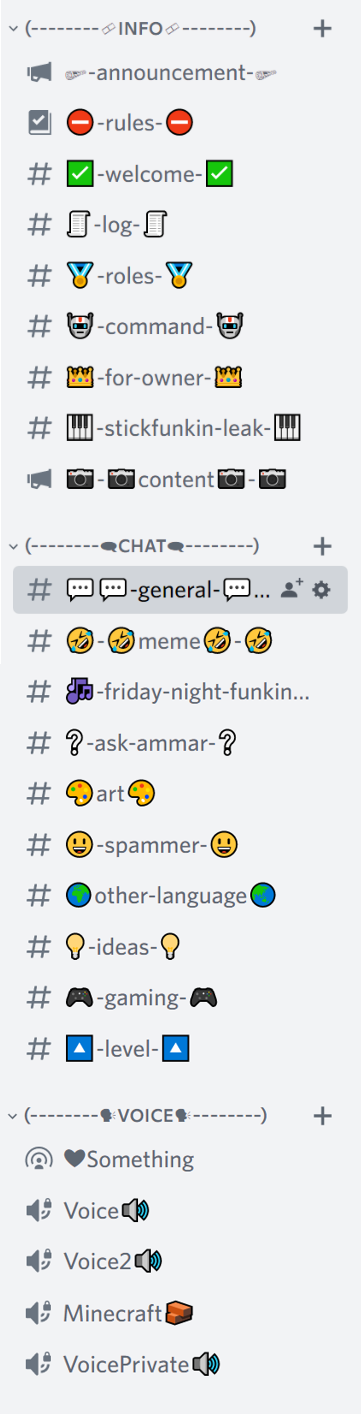 (--------🔗INFO🔗--------)
🗞-announcement-🗞
⛔-rules-⛔
✅-welcome-✅
📜-log-📜
🏅-roles-🏅
🤖-command-🤖
👑-for-owner-👑
🎹-stickfunkin-leak-🎹
📷-📷content📷-📷
(--------🗨CHAT🗨--------)
💬💬-general-💬...
🤣-🤣meme🤣-🤣
🎶-friday-night-funkin...
❔-ask-ammar-❔
🎨art🎨
😃-spammer-😃
🌍other-language🌏
💡-ideas-💡
🎮-gaming-🎮
🔼-level-🔼
(--------🗣VOICE🗣--------)
🖤Something
Voice🔊
Voice2🔊
Minecraft🧱
VoicePrivate🔊